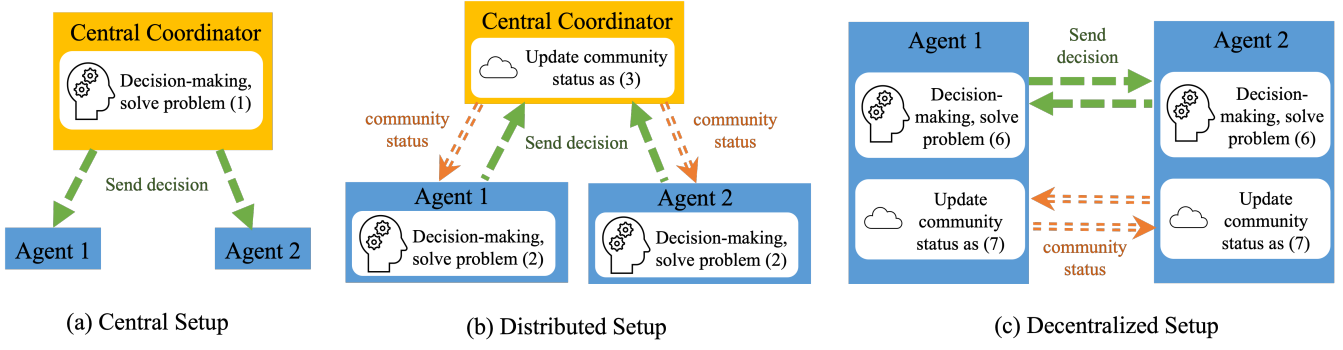 Central Coordinator
Decision-making,
solve problem (1)
Send decision
Agent 1
Agent 2
(a) Central Setup
Central Coordinator
Update community
status as (3)
community
status
Send decision
community
status
Agent 1
Decision-making,
solve problem (2)
Agent 2
Decision-making,
solve problem (2)
(b) Distributed Setup
Agent 1
Decision-
making, solve
problem (6)
Update
community
status as (7)
Send
decision
community
status
Agent 2
Decision-
making, solve
problem (6)
Update
community
status as (7)
(c) Decentralized Setup